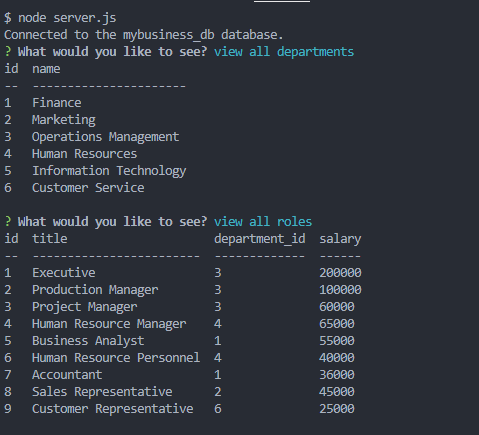 $ node server.js
Connected to the mybusiness_db database.
? What would you like to see? view all departments
id  name
--  ----------------------
1   Finance
2   Marketing
3   Operations Management
4   Human Resources
5   Information Technology
6   Customer Service
? What would you like to see? view all roles
id  title                     department_id  salary
--  ------------------------  -------------  ------
1   Executive                 3              200000
2   Production Manager        3              100000
3   Project Manager           3              60000
4   Human Resource Manager    4              65000
5   Business Analyst          1              55000
6   Human Resource Personnel  4              40000
7   Accountant                1              36000
8   Sales Representative      2              45000
9   Customer Representative   6              25000